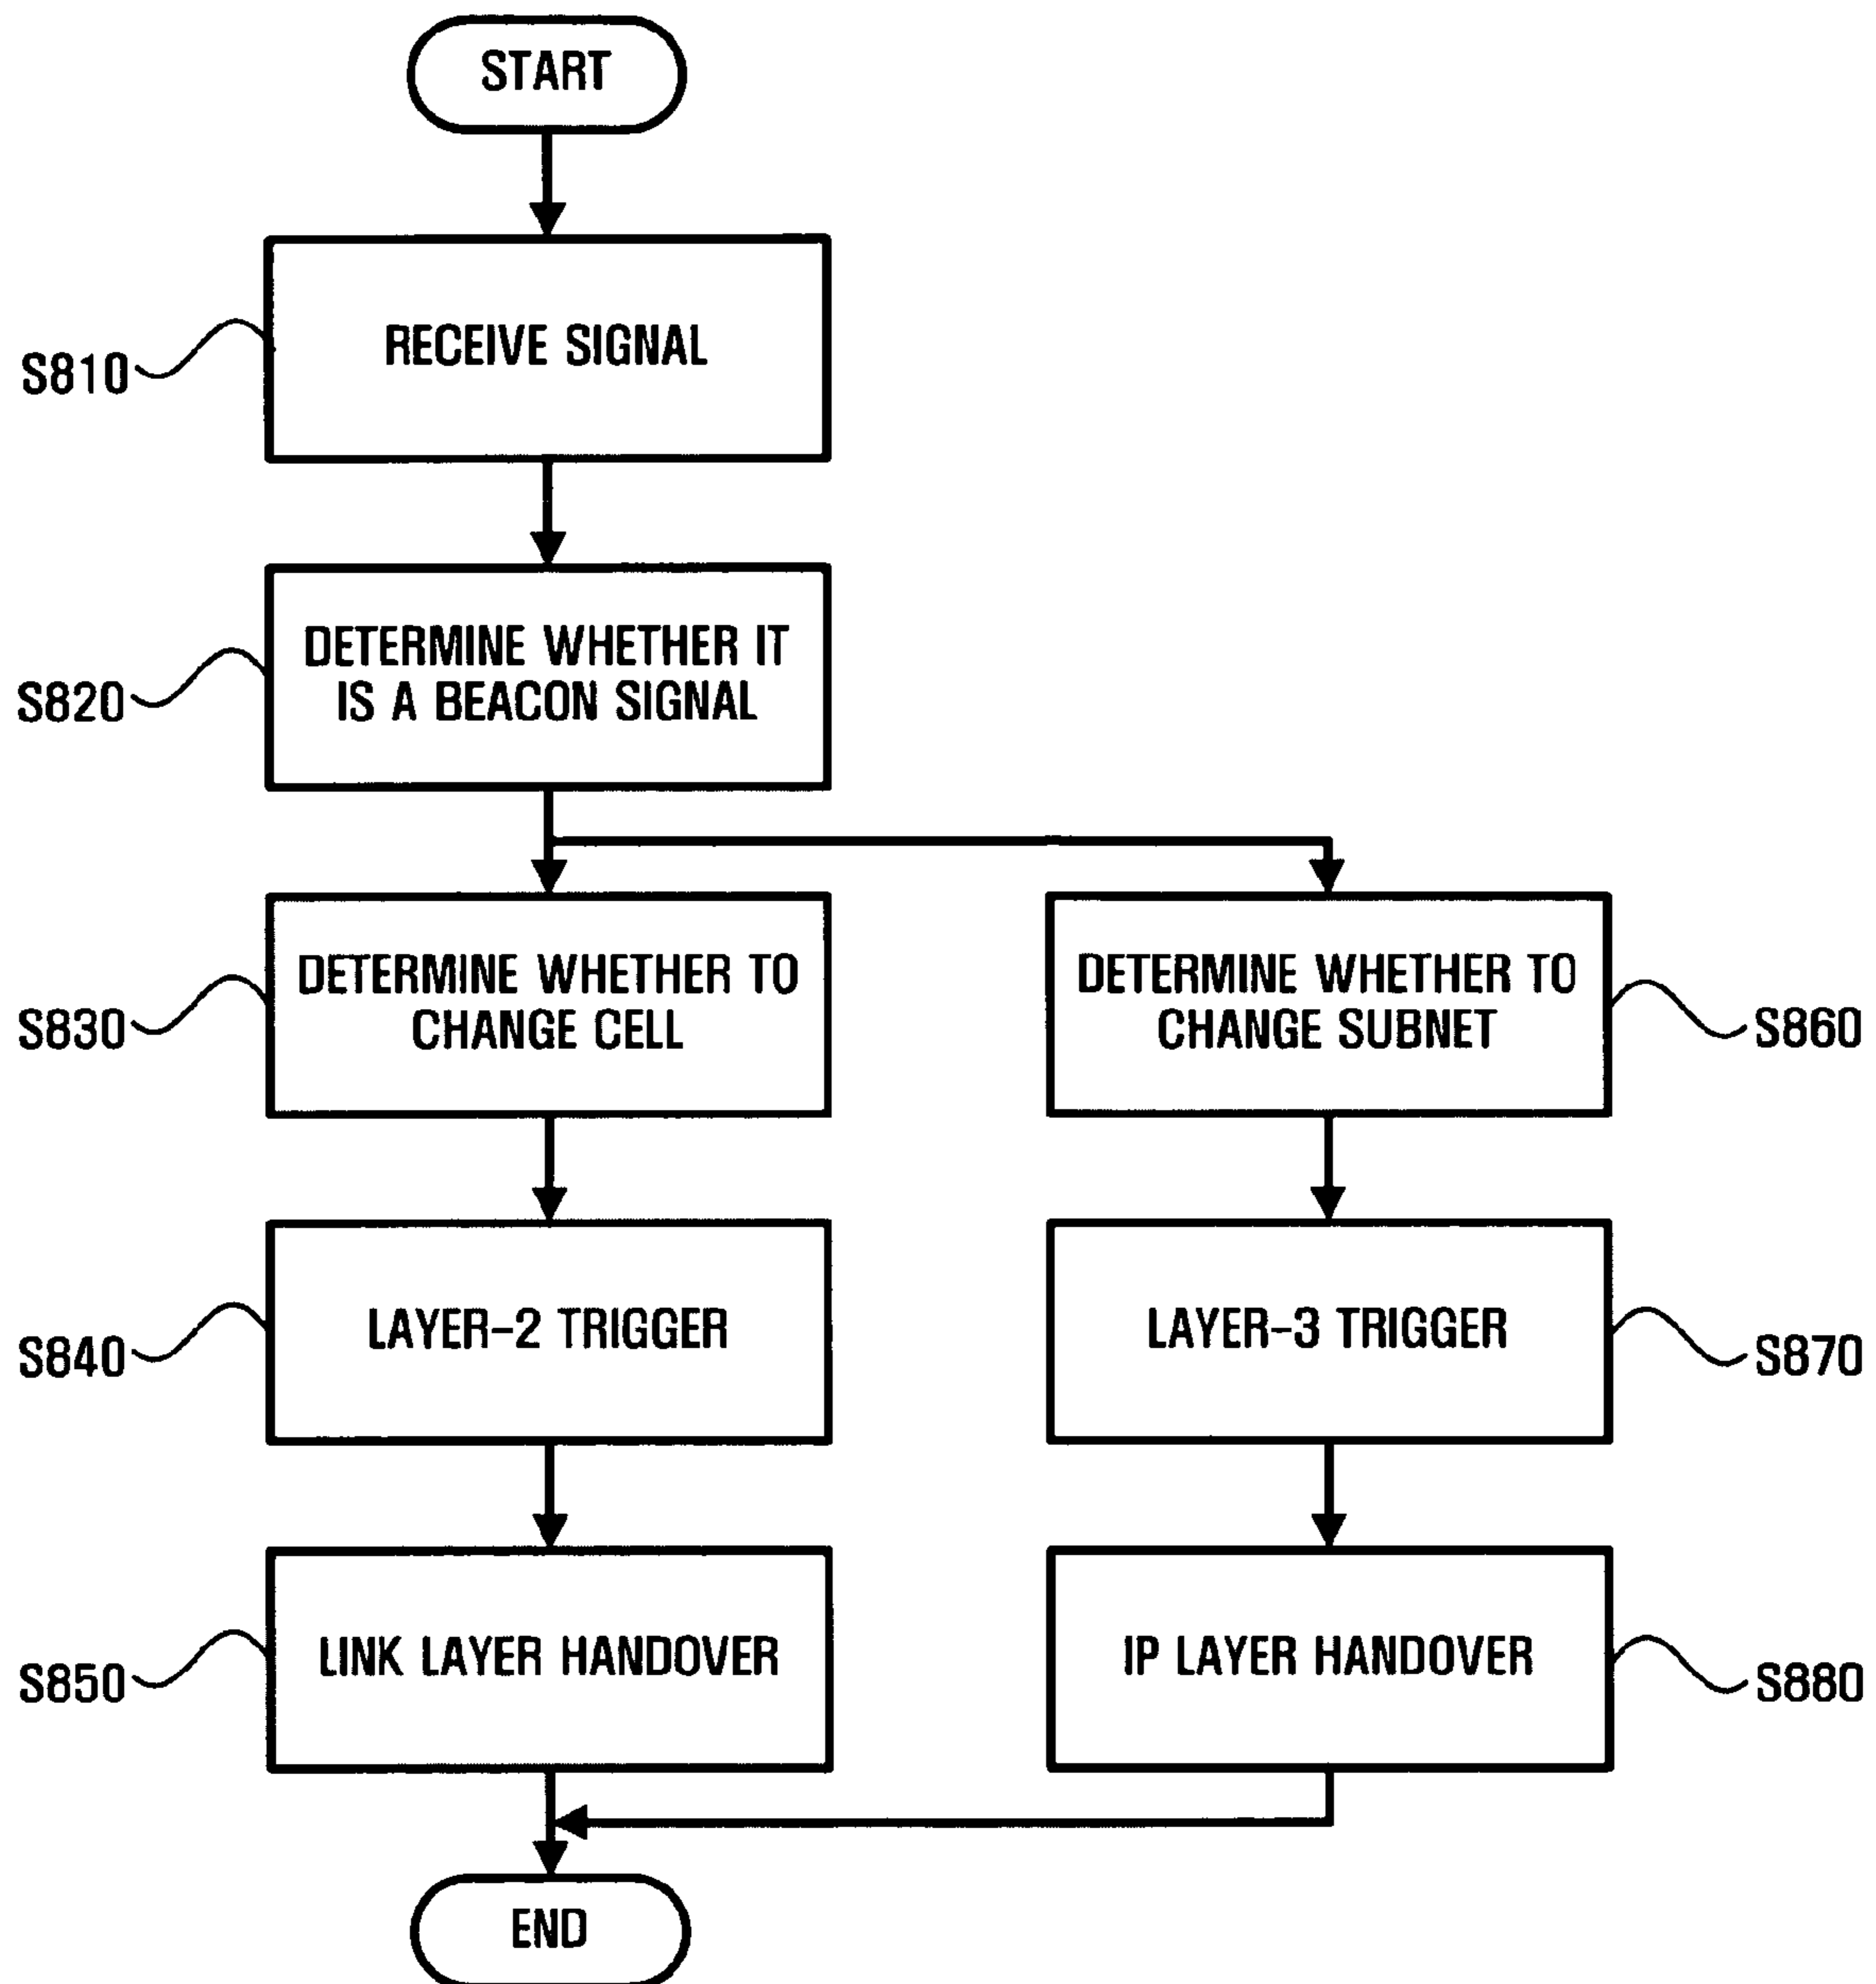 START
RECEIVE SIGNAL
S810
DETERMINE WHETHER IT
IS A BEACON SIGNAL
S820
DETERMINE WHETHER TO
CHANGE CELL
S830
DETERMINE WHETHER TO
CHANGE SUBNET
S860
LAYER-2 TRIGGER
S840
LAYER-3 TRIGGER
S870
LINK LAYER HANDOVER
S850
IP LAYER HANDOVER
S880
END